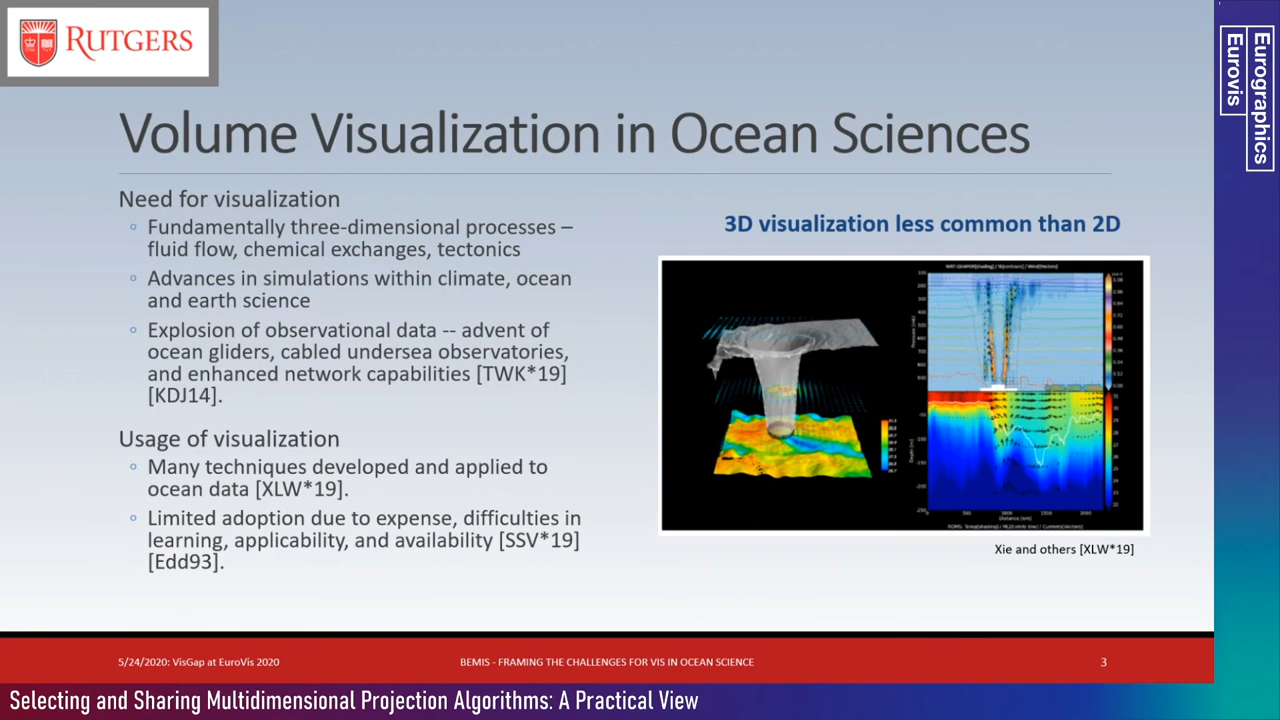 RUTGERS
Eurographics
Eurovis
Volume Visualization in Ocean Sciences
Need for visualization
◦ Fundamentally three-dimensional processes –
fluid flow, chemical exchanges, tectonics
◦ Advances in simulations within climate, ocean
and earth science
◦ Explosion of observational data -- advent of
ocean gliders, cabled undersea observatories,
and enhanced network capabilities [TWK*19]
[KDJ14].
Usage of visualization
◦ Many techniques developed and applied to
ocean data [XLW*19].
◦ Limited adoption due to expense, difficulties in
learning, applicability, and availability [SSV*19]
[Edd93].
3D visualization less common than 2D
Distance (km)
Xie and others [XLW*19]
5/24/2020: VisGap at EuroVis 2020
BEMIS - FRAMING THE CHALLENGES FOR VIS IN OCEAN SCIENCE
3
Selecting and Sharing Multidimensional Projection Algorithms: A Practical View